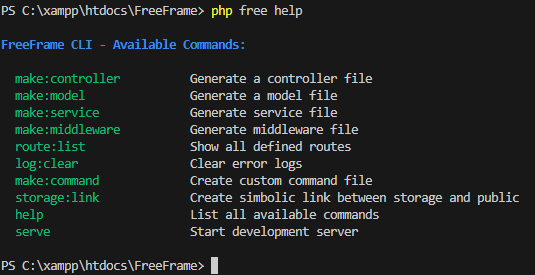 PS C:\xampp\htdocs\FreeFrame> php free help
FreeFrame CLI - Available Commands:
make:controller Generate a controller file
make:model Generate a model file
make:service Generate service file
make:middleware Generate middleware file
route:list Show all defined routes
log:clear Clear error logs
make:command Create custom command file
storage:link Create simbolic link between storage and public
help List all available commands
serve Start development server
PS C:\xampp\htdocs\FreeFrame>